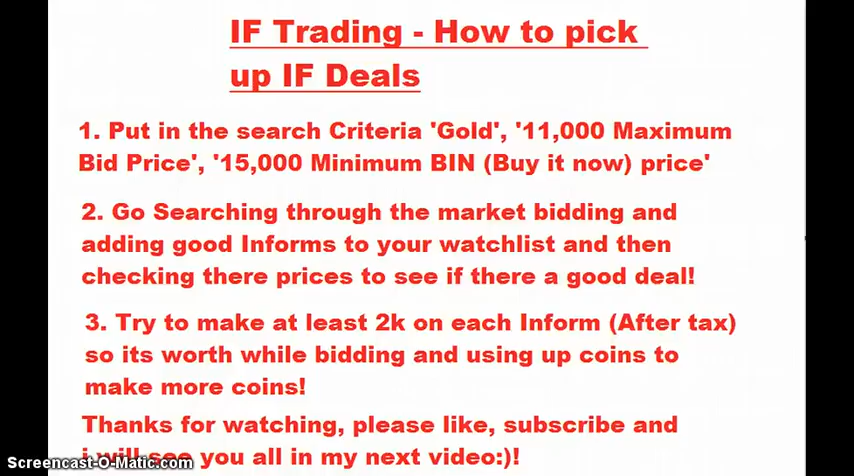 IF Trading - How to pick
up IF Deals
1. Put in the search Criteria 'Gold', '11,000 Maximum
Bid Price', '15,000 Minimum BIN (Buy it now) price'
2. Go Searching through the market bidding and
adding good Informs to your watchlist and then
checking there prices to see if there a good deal!
3. Try to make at least 2k on each Inform (After tax)
so its worth while bidding and using up coins to
make more coins!
Thanks for watching, please like, subscribe and
i will see you all in my next video:)!
Screencast-O-Matic.com